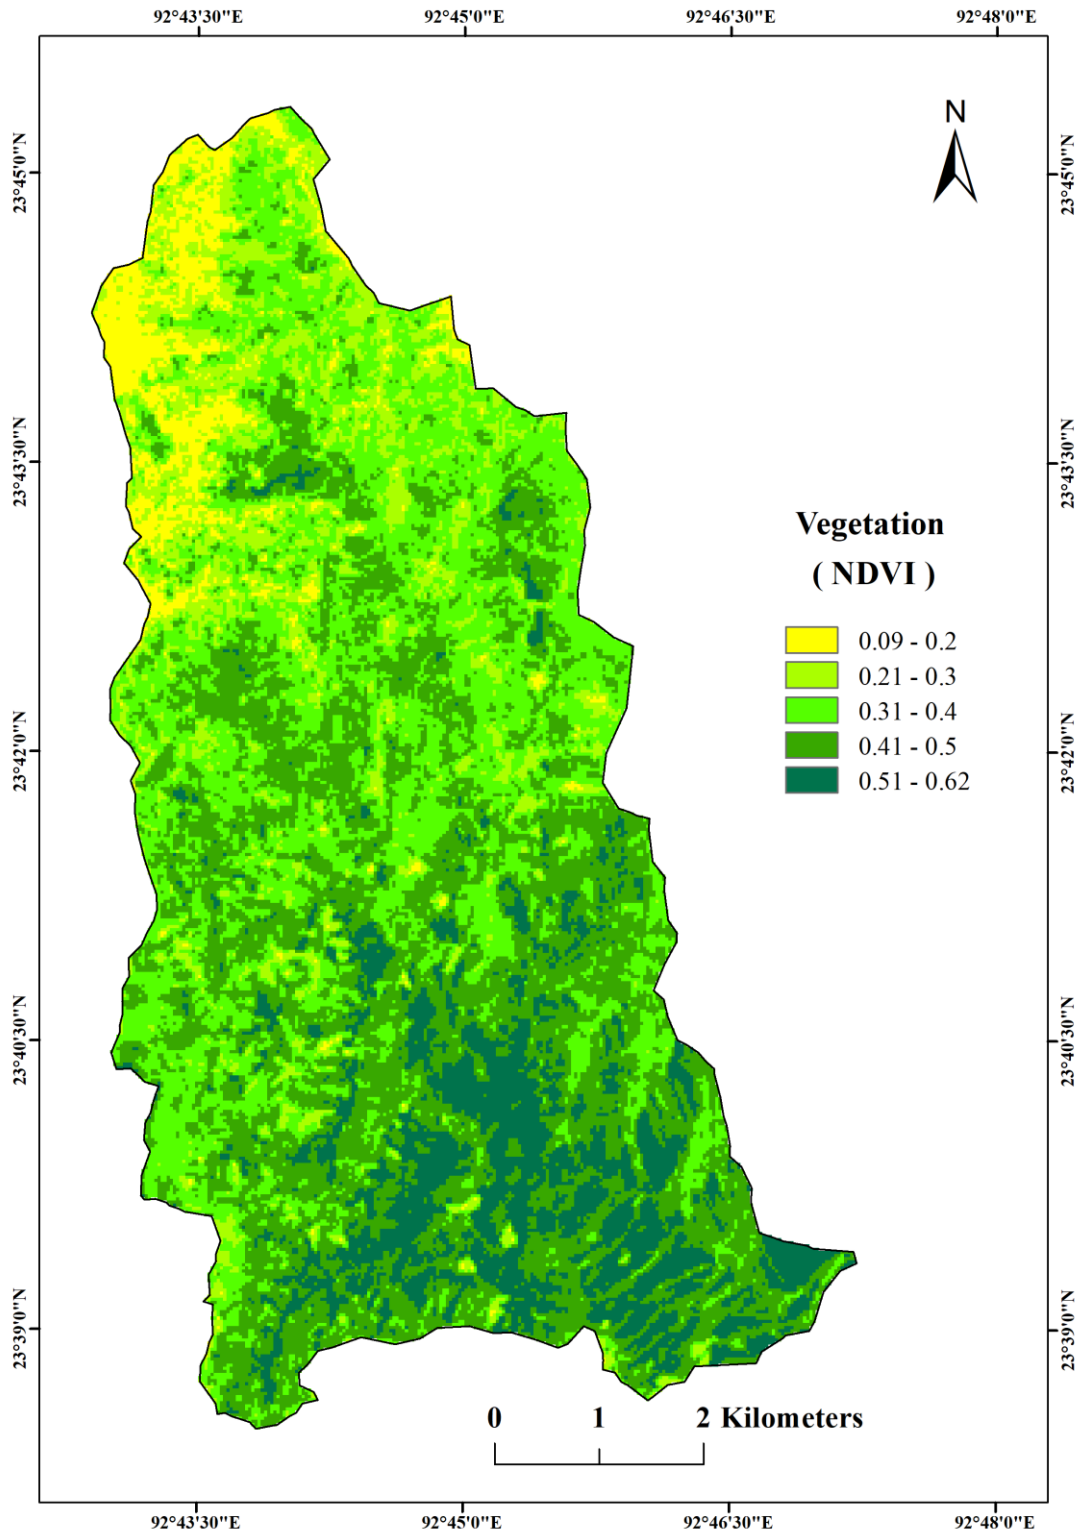 92°43'30"E 92°45'0"E 92°46'30"E 92°48'0"E
N
23°45'0"N 23°45'0"N
23°43'30"N 23°43'30"N
Vegetation
( NDVI )
0.09 - 0.2
0.21 - 0.3
0.31 - 0.4
0.41 - 0.5
0.51 - 0.62
23°42'0"N 23°42'0"N
23°40'30"N 23°40'30"N
23°39'0"N 23°39'0"N
0 1 2 Kilometers
92°43'30"E 92°45'0"E 92°46'30"E 92°48'0"E